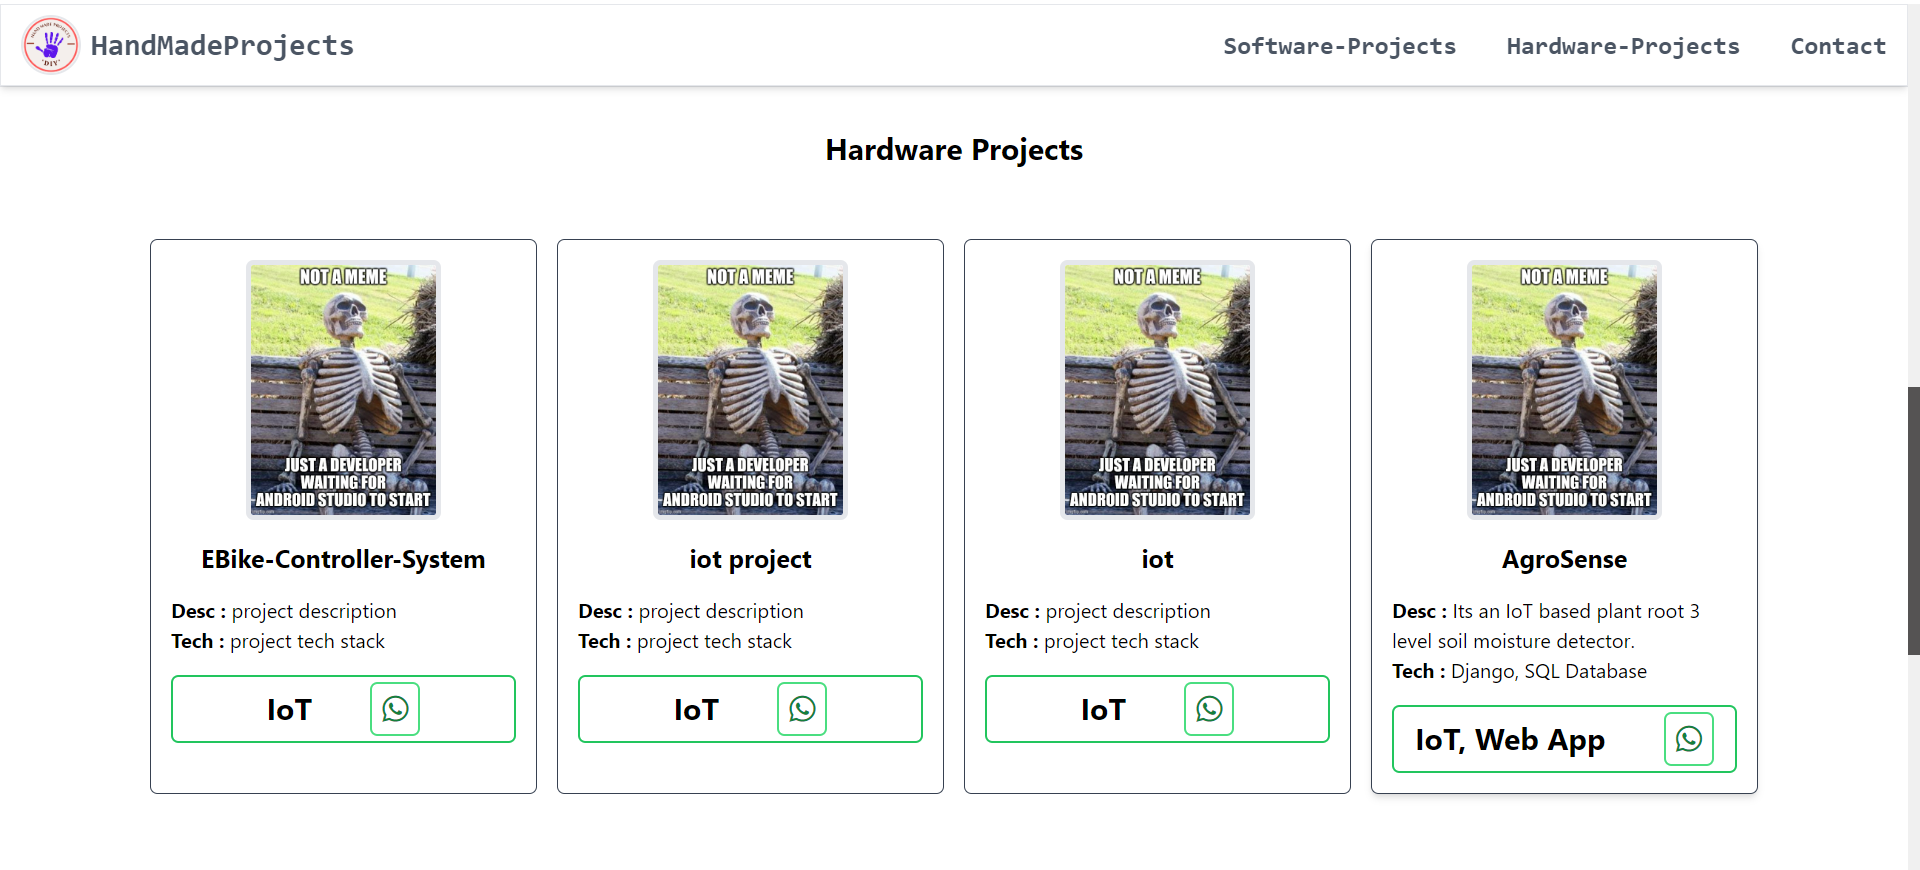 HAND MADE PROJECTS
"DIY"
HandMadeProjects
Software-Projects
Hardware-Projects
Contact
Hardware Projects
NOT A MEME
JUST A DEVELOPER
WAITING FOR
ANDROID STUDIO TO START
EBike-Controller-System
Desc : project description
Tech : project tech stack
IoT
NOT A MEME
JUST A DEVELOPER
WAITING FOR
ANDROID STUDIO TO START
iot project
Desc : project description
Tech : project tech stack
IoT
NOT A MEME
JUST A DEVELOPER
WAITING FOR
ANDROID STUDIO TO START
iot
Desc : project description
Tech : project tech stack
IoT
NOT A MEME
JUST A DEVELOPER
WAITING FOR
ANDROID STUDIO TO START
AgroSense
Desc : Its an IoT based plant root 3
level soil moisture detector.
Tech : Django, SQL Database
IoT, Web App